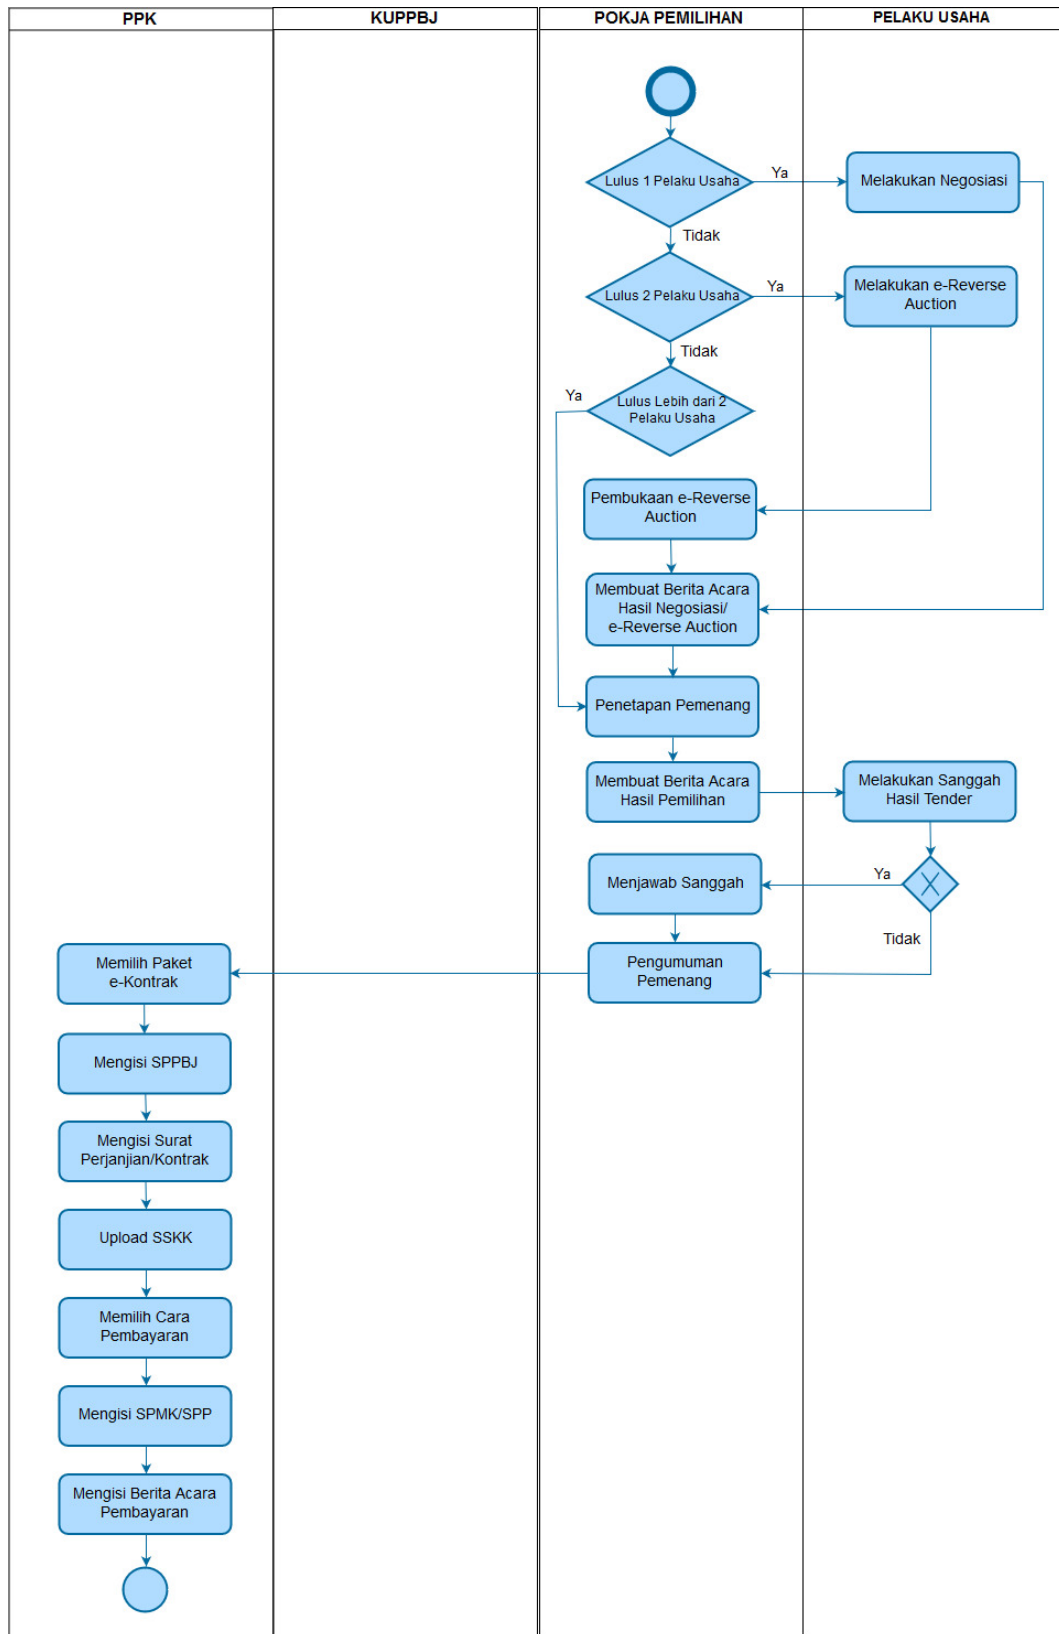 PPK
KUPPBJ
POKJA PEMILIHAN
PELAKU USAHA
Lulus 1 Pelaku Usaha
Ya
Melakukan Negosiasi
Tidak
Lulus 2 Pelaku Usaha
Ya
Melakukan e-Reverse
Auction
Tidak
Ya
Lulus Lebih dari 2
Pelaku Usaha
Pembukaan e-Reverse
Auction
Membuat Berita Acara
Hasil Negosiasi/
e-Reverse Auction
Penetapan Pemenang
Membuat Berita Acara
Hasil Pemilihan
Melakukan Sanggah
Hasil Tender
Menjawab Sanggah
Ya
X
Tidak
Pengumuman
Pemenang
Memilih Paket
e-Kontrak
Mengisi SPPBJ
Mengisi Surat
Perjanjian/Kontrak
Upload SSKK
Memilih Cara
Pembayaran
Mengisi SPMK/SPP
Mengisi Berita Acara
Pembayaran